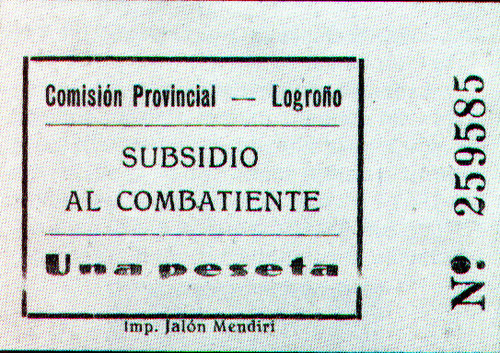 Comisión Provincial — Logroño
SUBSIDIO
AL COMBATIENTE
Una peseta
Imp. Jalón Mendiri
Nº. 259585